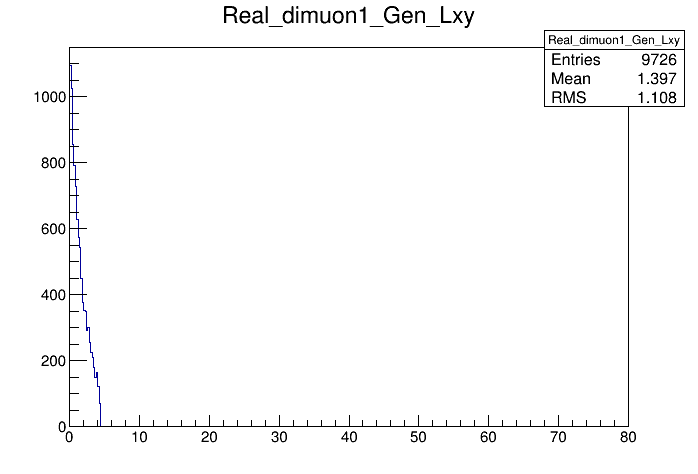 Real_dimuon1_Gen_Lxy
Real_dimuon1_Gen_Lxy
Entries 9726
Mean 1.397
RMS 1.108
1000
800
600
400
200
0
0 10 20 30 40 50 60 70 80